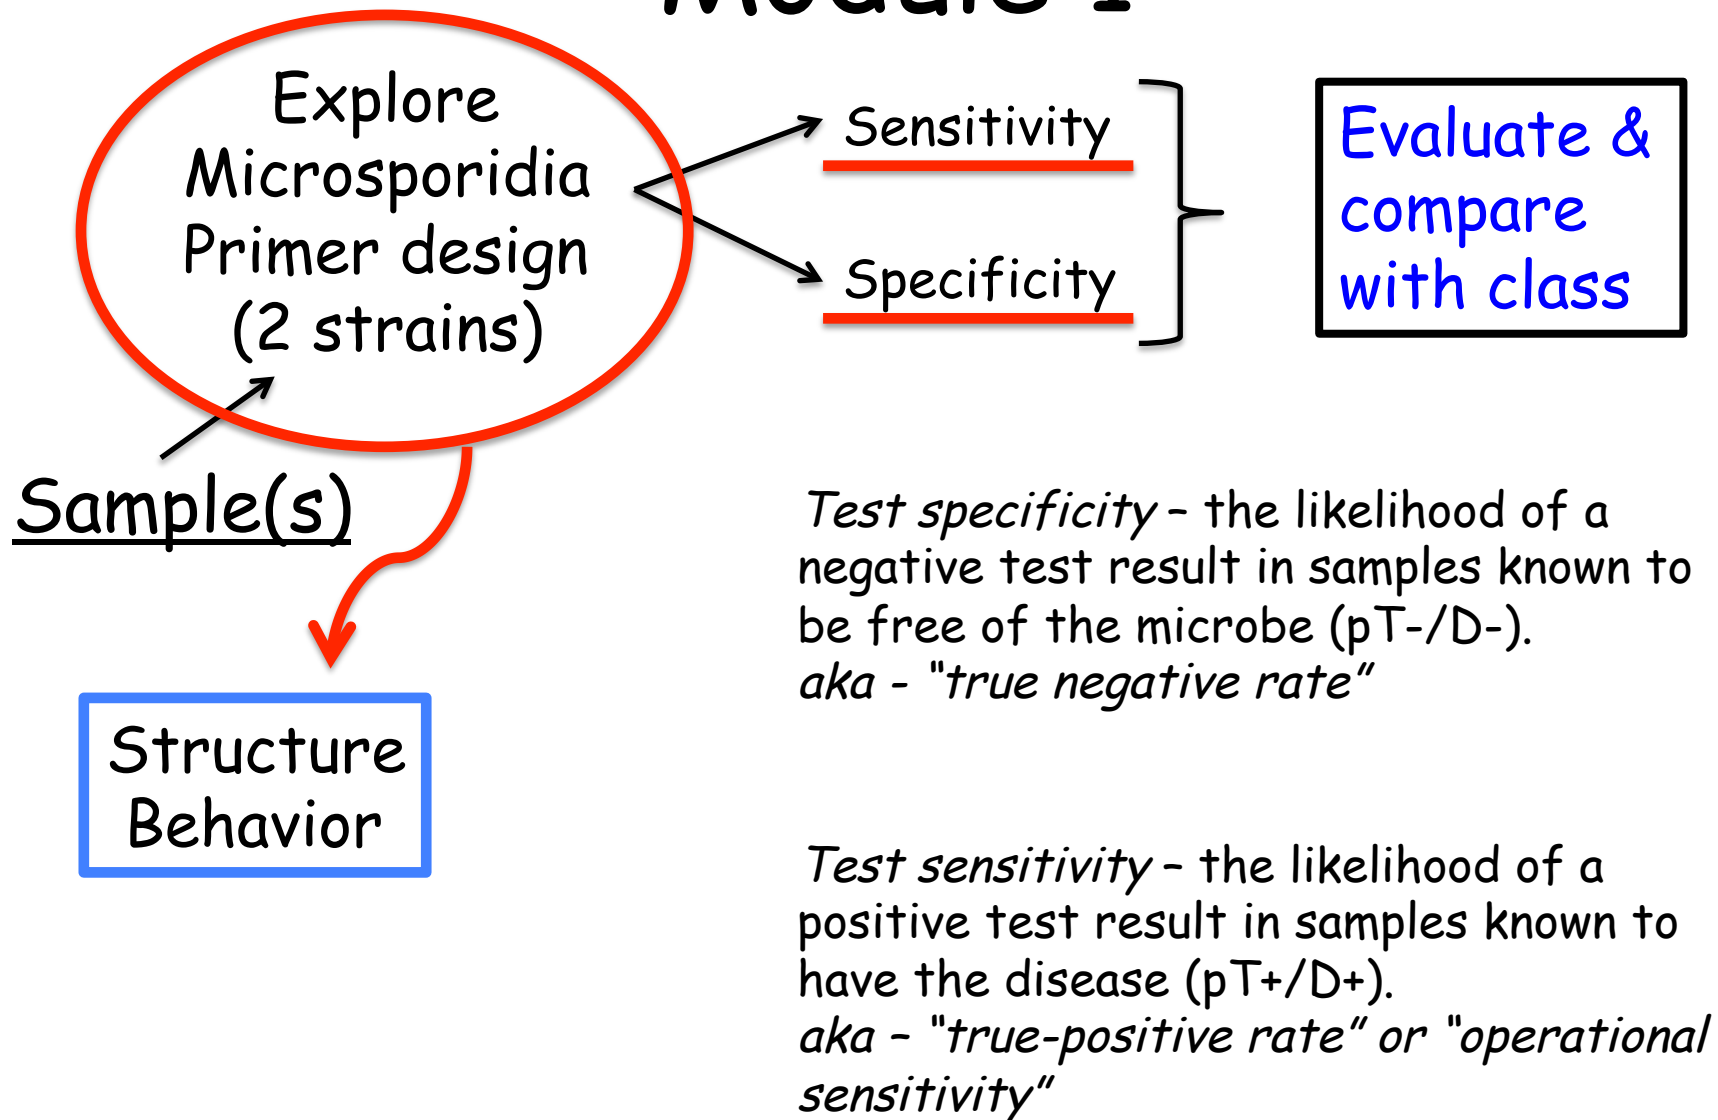 Module 1
Explore
Microsporidia
Primer design
(2 strains)
Sensitivity
Specificity
Evaluate &
compare
with class
Sample(s)
Structure
Behavior
Test specificity – the likelihood of a
negative test result in samples known to
be free of the microbe (pT-/D-).
aka - "true negative rate"
Test sensitivity – the likelihood of a
positive test result in samples known to
have the disease (pT+/D+).
aka – "true-positive rate" or "operational
sensitivity"